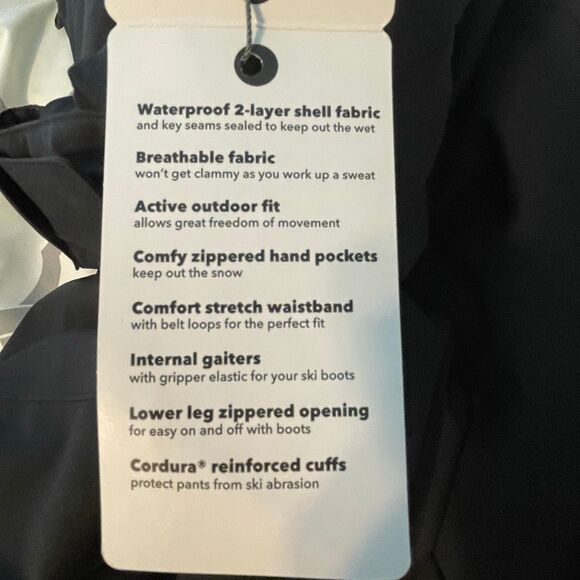 Waterproof 2-layer shell fabric
and key seams sealed to keep out the wet
Breathable fabric
won't get clammy as you work up a sweat
Active outdoor fit
allows great freedom of movement
Comfy zippered hand pockets
keep out the snow
Comfort stretch waistband
with belt loops for the perfect fit
Internal gaiters
with gripper elastic for your ski boots
Lower leg zippered opening
for easy on and off with boots
Cordura® reinforced cuffs
protect pants from ski abrasion